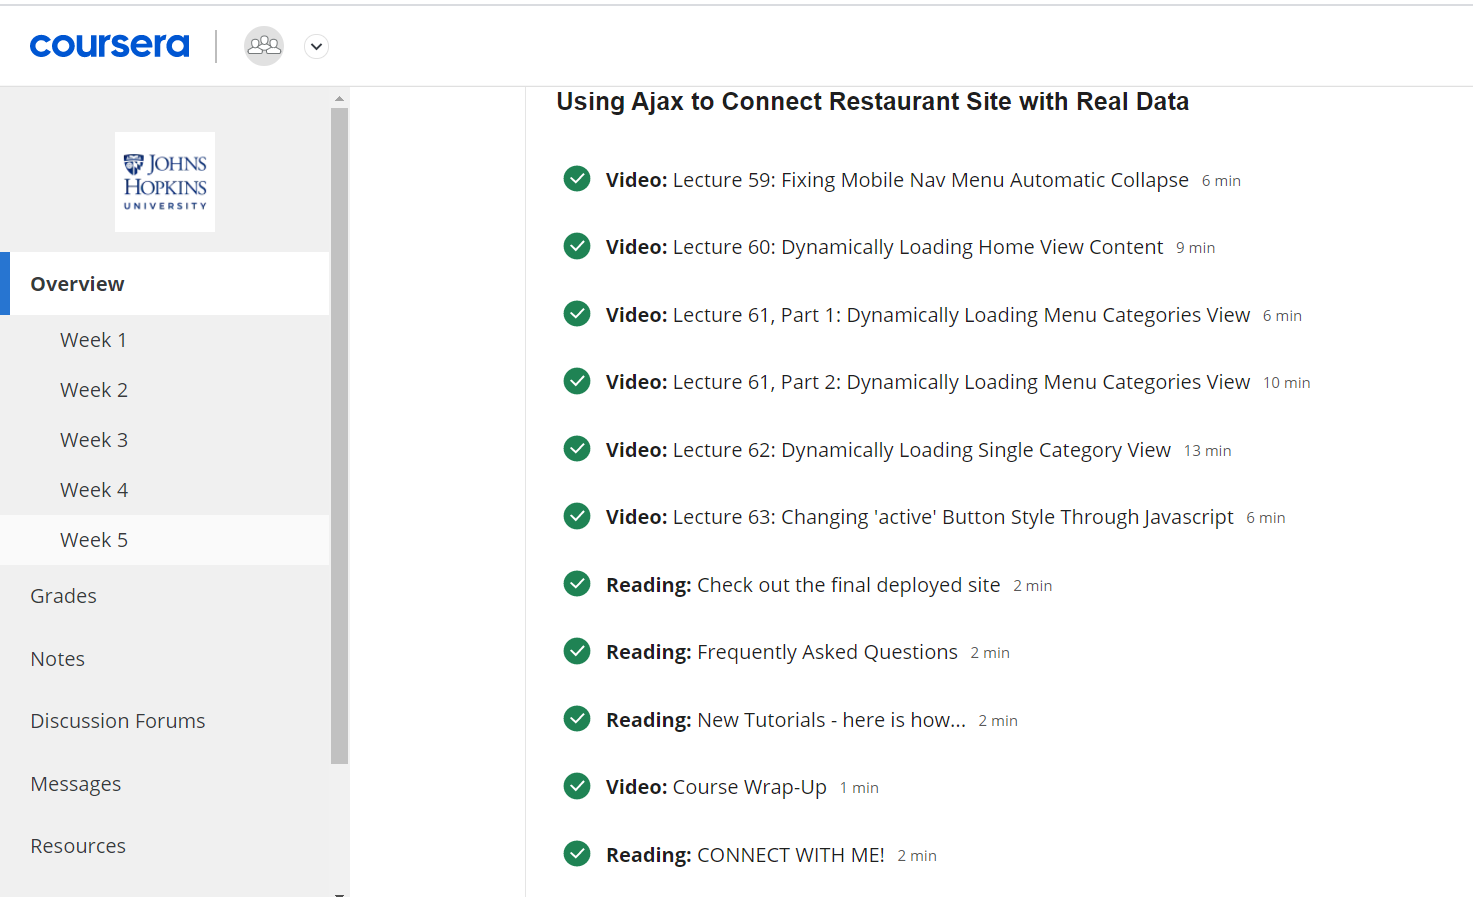 coursera
JOHNS
HOPKINS
UNIVERSITY
Overview
Week 1
Week 2
Week 3
Week 4
Week 5
Grades
Notes
Discussion Forums
Messages
Resources
Using Ajax to Connect Restaurant Site with Real Data
Video: Lecture 59: Fixing Mobile Nav Menu Automatic Collapse 6 min
Video: Lecture 60: Dynamically Loading Home View Content 9 min
Video: Lecture 61, Part 1: Dynamically Loading Menu Categories View 6 min
Video: Lecture 61, Part 2: Dynamically Loading Menu Categories View 10 min
Video: Lecture 62: Dynamically Loading Single Category View 13 min
Video: Lecture 63: Changing 'active' Button Style Through Javascript 6 min
Reading: Check out the final deployed site 2 min
Reading: Frequently Asked Questions 2 min
Reading: New Tutorials - here is how... 2 min
Video: Course Wrap-Up 1 min
Reading: CONNECT WITH ME! 2 min